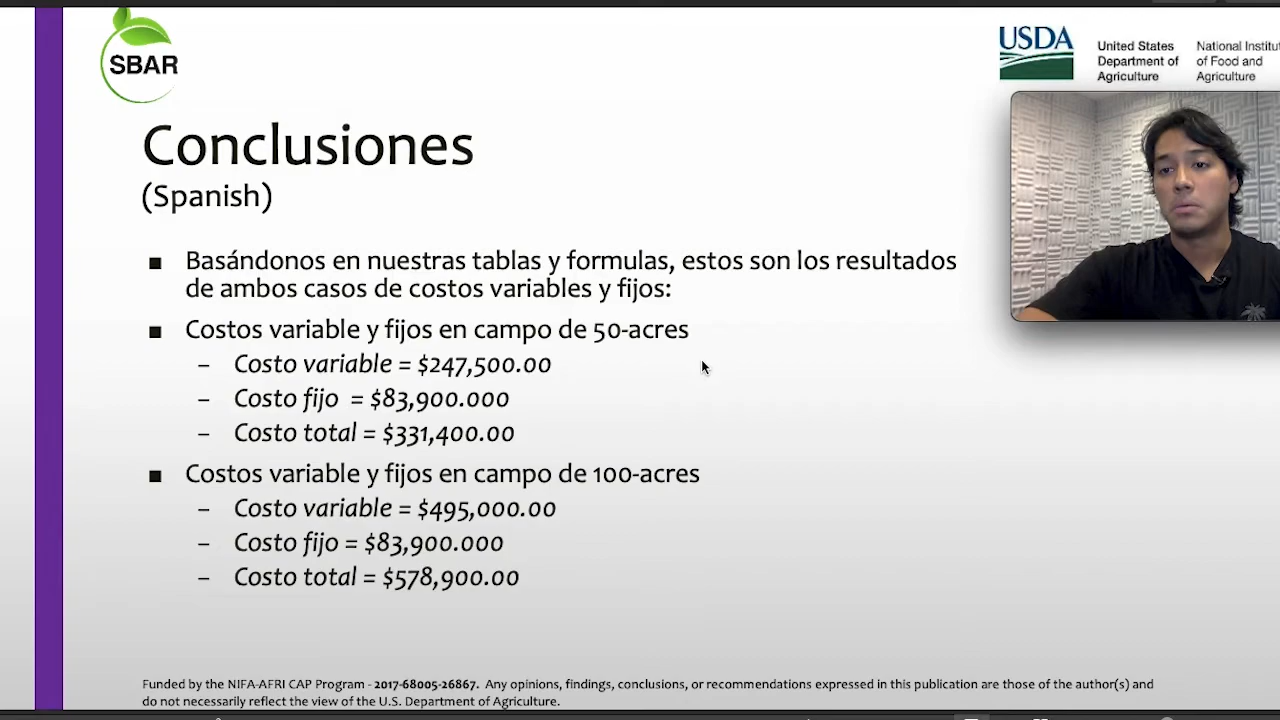 SBAR
USDA
United States
Department of
Agriculture
National Institu
of Food and
Agriculture
Conclusiones
(Spanish)
Basándonos en nuestras tablas y formulas, estos son los resultados
de ambos casos de costos variables y fijos:
Costos variable y fijos en campo de 50-acres
– Costo variable = $247,500.00
– Costo fijo = $83,900.000
– Costo total = $331,400.00
Costos variable y fijos en campo de 100-acres
– Costo variable = $495,000.00
– Costo fijo = $83,900.000
– Costo total = $578,900.00
Funded by the NIFA-AFRI CAP Program - 2017-68005-26867. Any opinions, findings, conclusions, or recommendations expressed in this publication are those of the author(s) and
do not necessarily reflect the view of the U.S. Department of Agriculture.